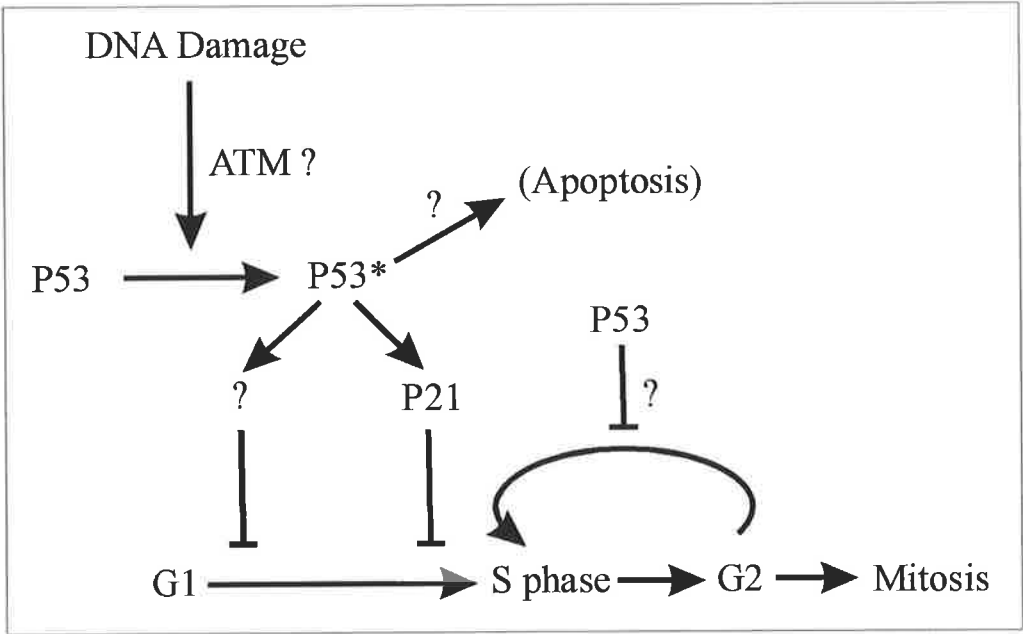 DNA Damage
ATM ?
(Apoptosis)
?
P53
P53*
P53
?
P21
?
G1
S phase
G2
Mitosis